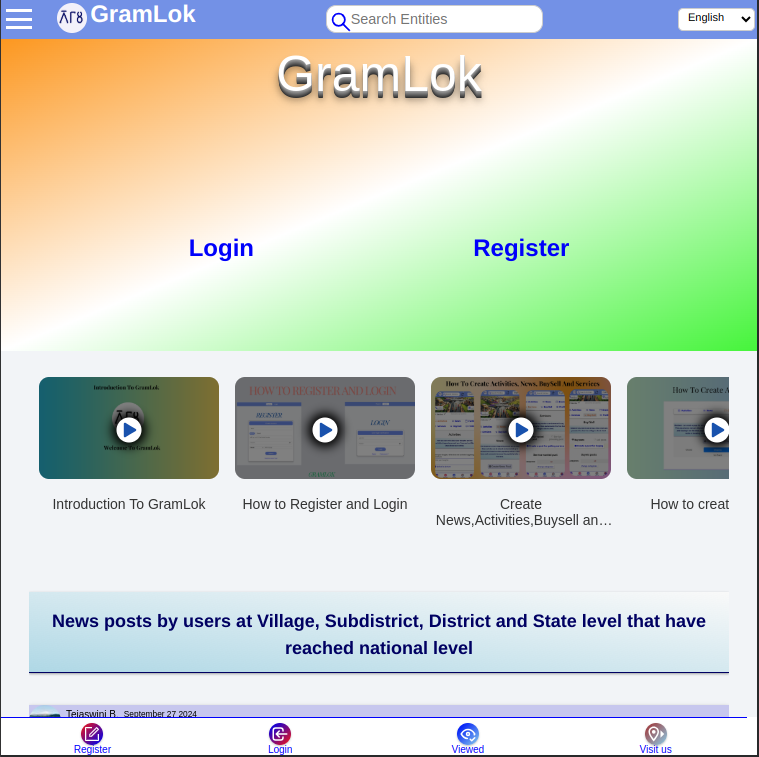 GramLok
Search Entities
English
GramLok
Login
Register
Introduction To GramLok
Welcome To GramLok
HOW TO REGISTER AND LOGIN
REGISTER
LOGIN
GRAMLOK
How To Create Activities, News, BuySell And Services
How To Create A
Introduction To GramLok
How to Register and Login
Create
News,Activities,Buysell an…
How to creat
News posts by users at Village, Subdistrict, District and State level that have
reached national level
Tejaswini B
September 27 2024
Register
Login
Viewed
Visit us